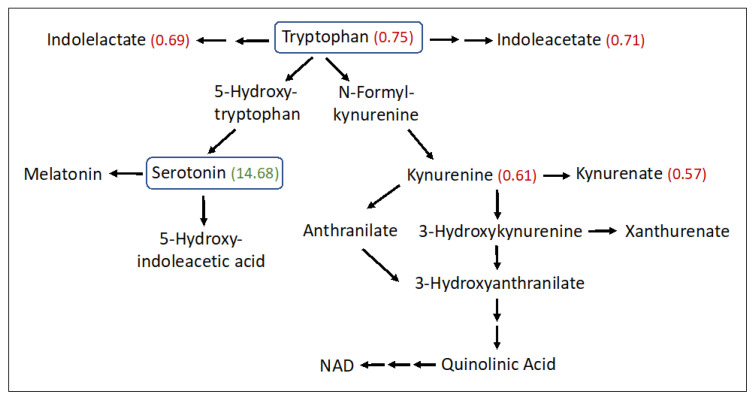 Indolelactate (0.69)
Tryptophan (0.75)
Indoleacetate (0.71)
5-Hydroxy-
tryptophan
N-Formyl-
kynurenine
Melatonin
Serotonin (14.68)
Kynurenine (0.61)
Kynurenate (0.57)
Anthranilate
3-Hydroxykynurenine
Xanthurenate
5-Hydroxy-
indoleacetic acid
3-Hydroxyanthranilate
NAD
Quinolinic Acid